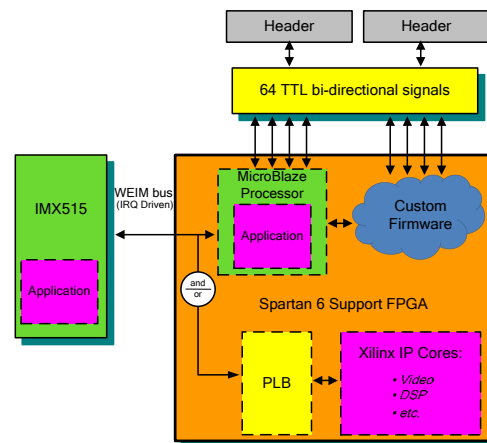 Header
Header
64 TTL bi-directional signals
WEIM bus
(IRQ Driven)
IMX515
Application
MicroBlaze
Processor
Application
Custom
Firmware
and
or
Spartan 6 Support FPGA
PLB
Xilinx IP Cores:
• Video
• DSP
• etc.